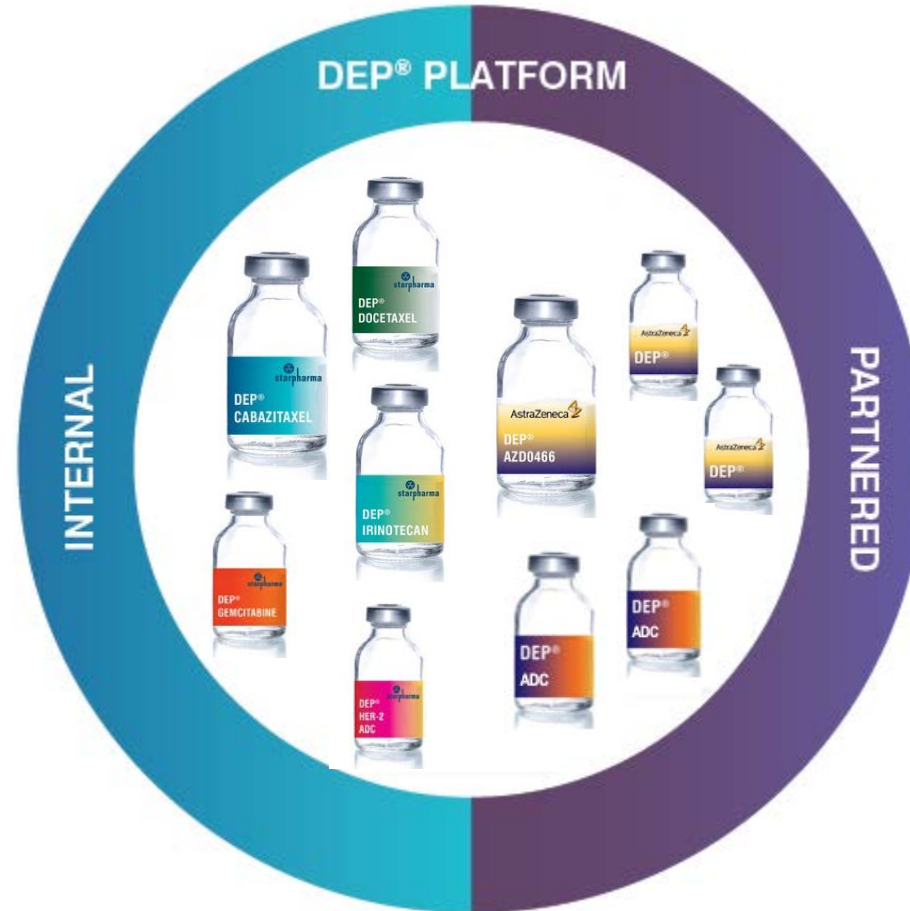 DEP® PLATFORM
INTERNAL
PARTNERED
starpharma
DEP®
DOCETAXEL
starpharma
DEP®
CABAZITAXEL
starpharma
DEP®
IRINOTECAN
starpharma
DEP®
GEMCITABINE
starpharma
DEP®
HER-2
ADC
AstraZeneca
DEP®
AstraZeneca
DEP®
AZD0466
AstraZeneca
DEP®
DEP®
ADC
DEP®
ADC